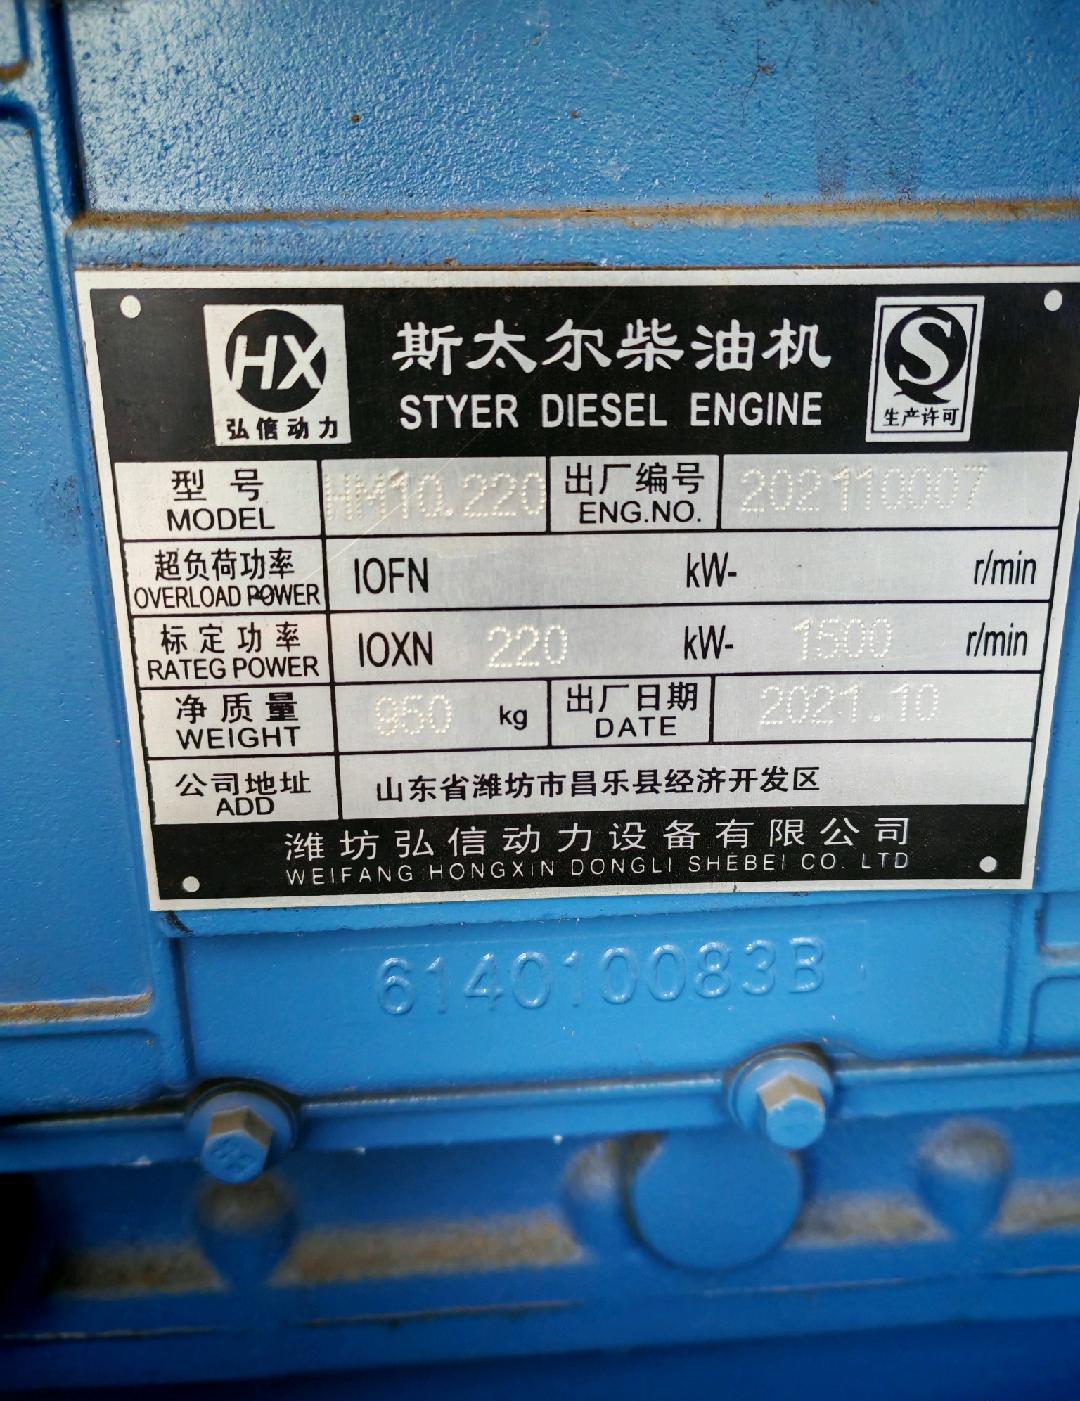 HX
弘信动力
斯太尔柴油机
STYER DIESEL ENGINE
S
生产许可
型号 HM10.220 出厂编号 202110007
MODEL ENG.NO.
超负荷功率 IOFN kW- r/min
OVERLOAD POWER
标定功率 IOXN 220 kW- 1500 r/min
RATEG POWER
净质量 950 kg 出厂日期 2021.10
WEIGHT DATE
公司地址 山东省潍坊市昌乐县经济开发区
ADD
潍坊弘信动力设备有限公司
WEIFANG HONGXIN DONGLI SHEBEI CO. LTD
614010083B